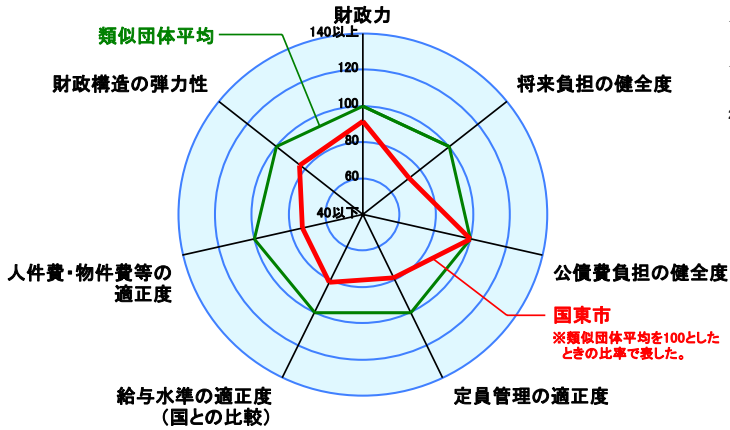 財政力
140以上
120
100
80
60
40以下
類似団体平均
財政構造の弾力性
将来負担の健全度
人件費・物件費等の
適正度
公債費負担の健全度
国東市
※類似団体平均を100とした
ときの比率で表した。
給与水準の適正度
(国との比較)
定員管理の適正度